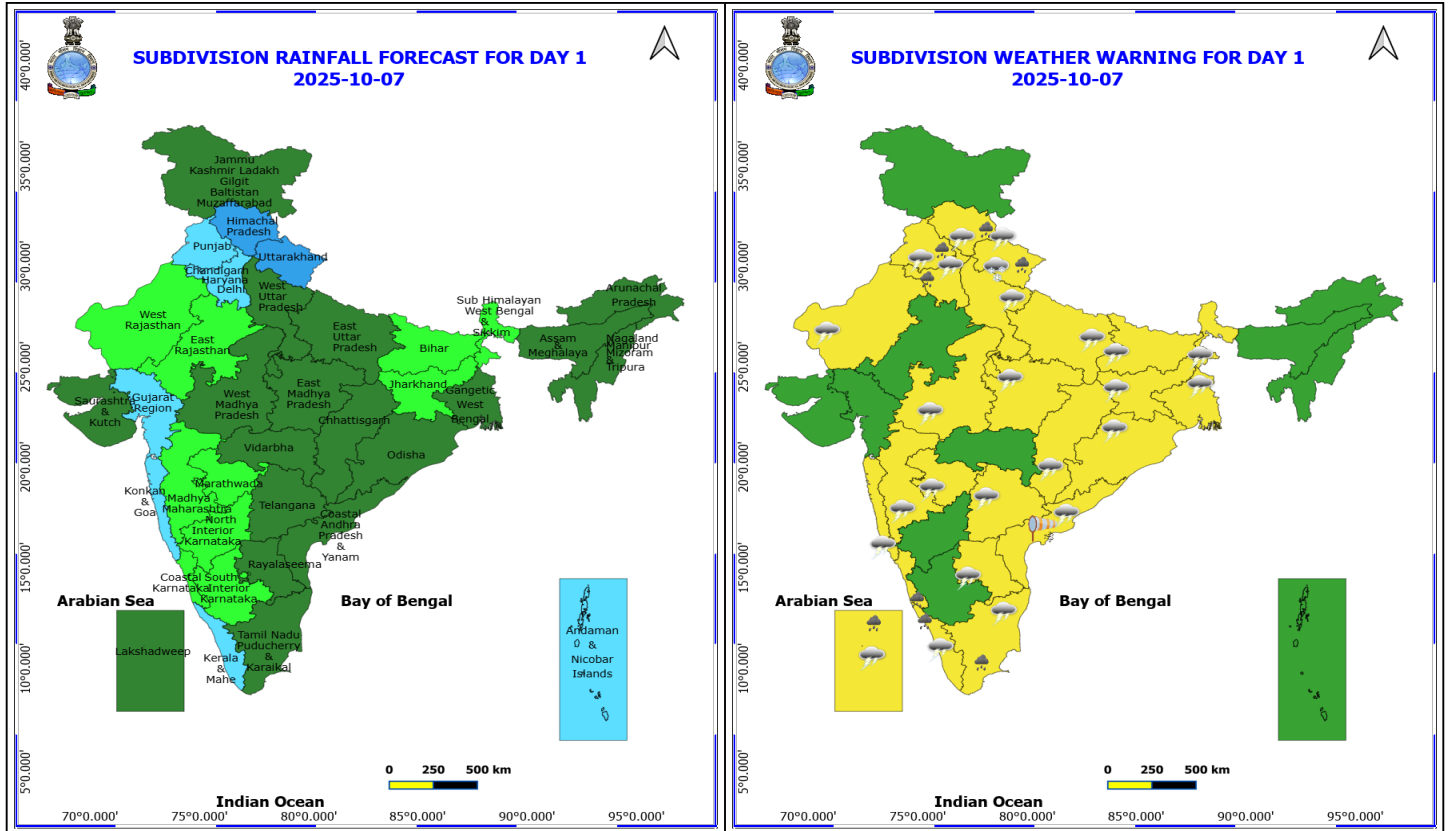 SUBDIVISION RAINFALL FORECAST FOR DAY 1
2025-10-07
40°0.000'
35°0.000'
30°0.000'
25°0.000'
20°0.000'
15°0.000'
10°0.000'
5°0.000'
Jammu
Kashmir Ladakh
Gilgit
Baltistan
Muzaffarabad
Himachal
Pradesh
Punjab
Uttarakhand
Chandigarh
Haryana
Delhi
West
Uttar
Pradesh
Arunachal
Pradesh
Sub Himalayan
West Bengal
&
Sikkim
West
Rajasthan
East
Rajasthan
East
Uttar
Pradesh
Bihar
Assam
&
Meghalaya
Nagaland
Manipur
Mizoram
&
Tripura
Jharkhand
Gangetic
West
Bengal
Saurashtra
&
Kutch
Gujarat
Region
West
Madhya
Pradesh
East
Madhya
Pradesh
Chhattisgarh
Vidarbha
Odisha
Konkan
&
Goa
Marathwada
Madhya
Maharashtra
Telangana
North
Interior
Karnataka
Coastal
Andhra
Pradesh
&
Yanam
Rayalaseema
Coastal
Karnataka
South
Interior
Karnataka
Arabian Sea
Bay of Bengal
Lakshadweep
Kerala
&
Mahe
Tamil Nadu
Puducherry
&
Karaikal
Andaman
&
Nicobar
Islands
0 250 500 km
Indian Ocean
70°0.000' 75°0.000' 80°0.000' 85°0.000' 90°0.000' 95°0.000'
SUBDIVISION WEATHER WARNING FOR DAY 1
2025-10-07
40°0.000'
35°0.000'
30°0.000'
25°0.000'
20°0.000'
15°0.000'
10°0.000'
5°0.000'
Arabian Sea
Bay of Bengal
0 250 500 km
Indian Ocean
70°0.000' 75°0.000' 80°0.000' 85°0.000' 90°0.000' 95°0.000'